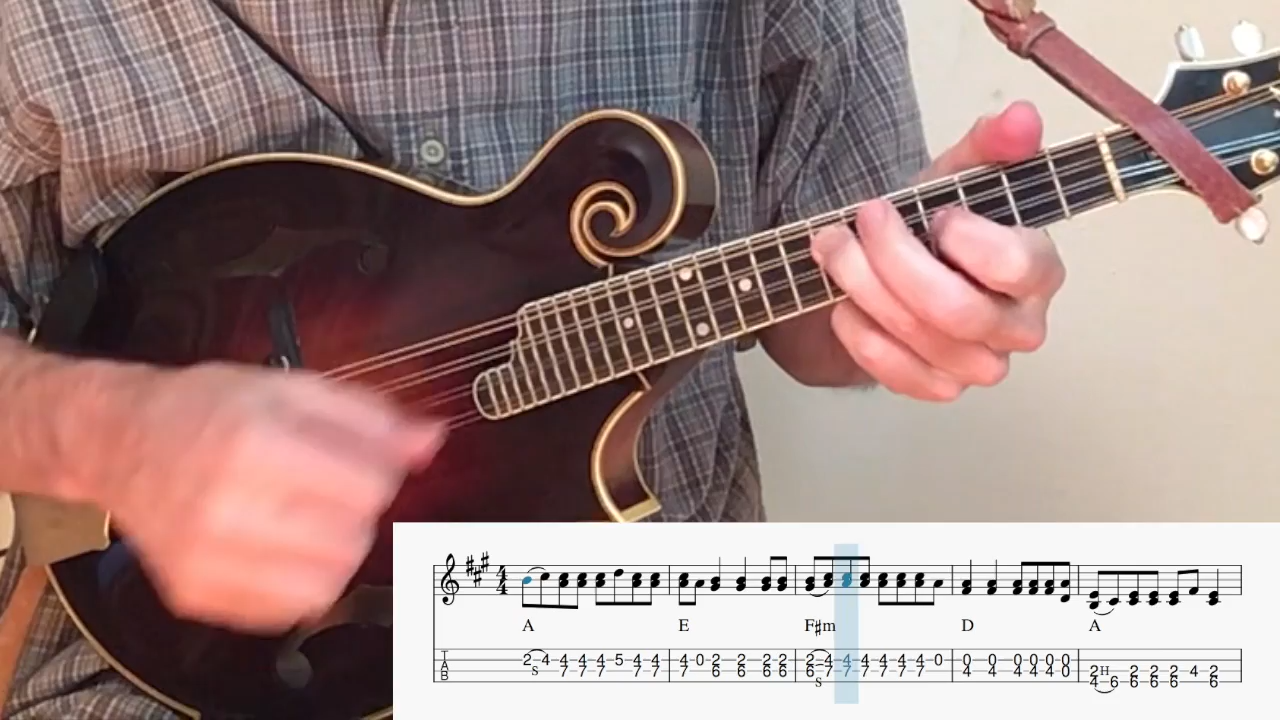 4 4
A E F♯m D A
2 4 4 4 4 5 4 4 4 0 2 2 2 2 2 4 4 4 4 4 4 0 0 0 0 0 0 0
S 7 7 7 7 7 7 6 6 6 6 6 7 7 7 7 7 7 4 4 4 4 4 0 2 H 2 2 2 4 2
S 4 6 6 6 6 6
T
A
B